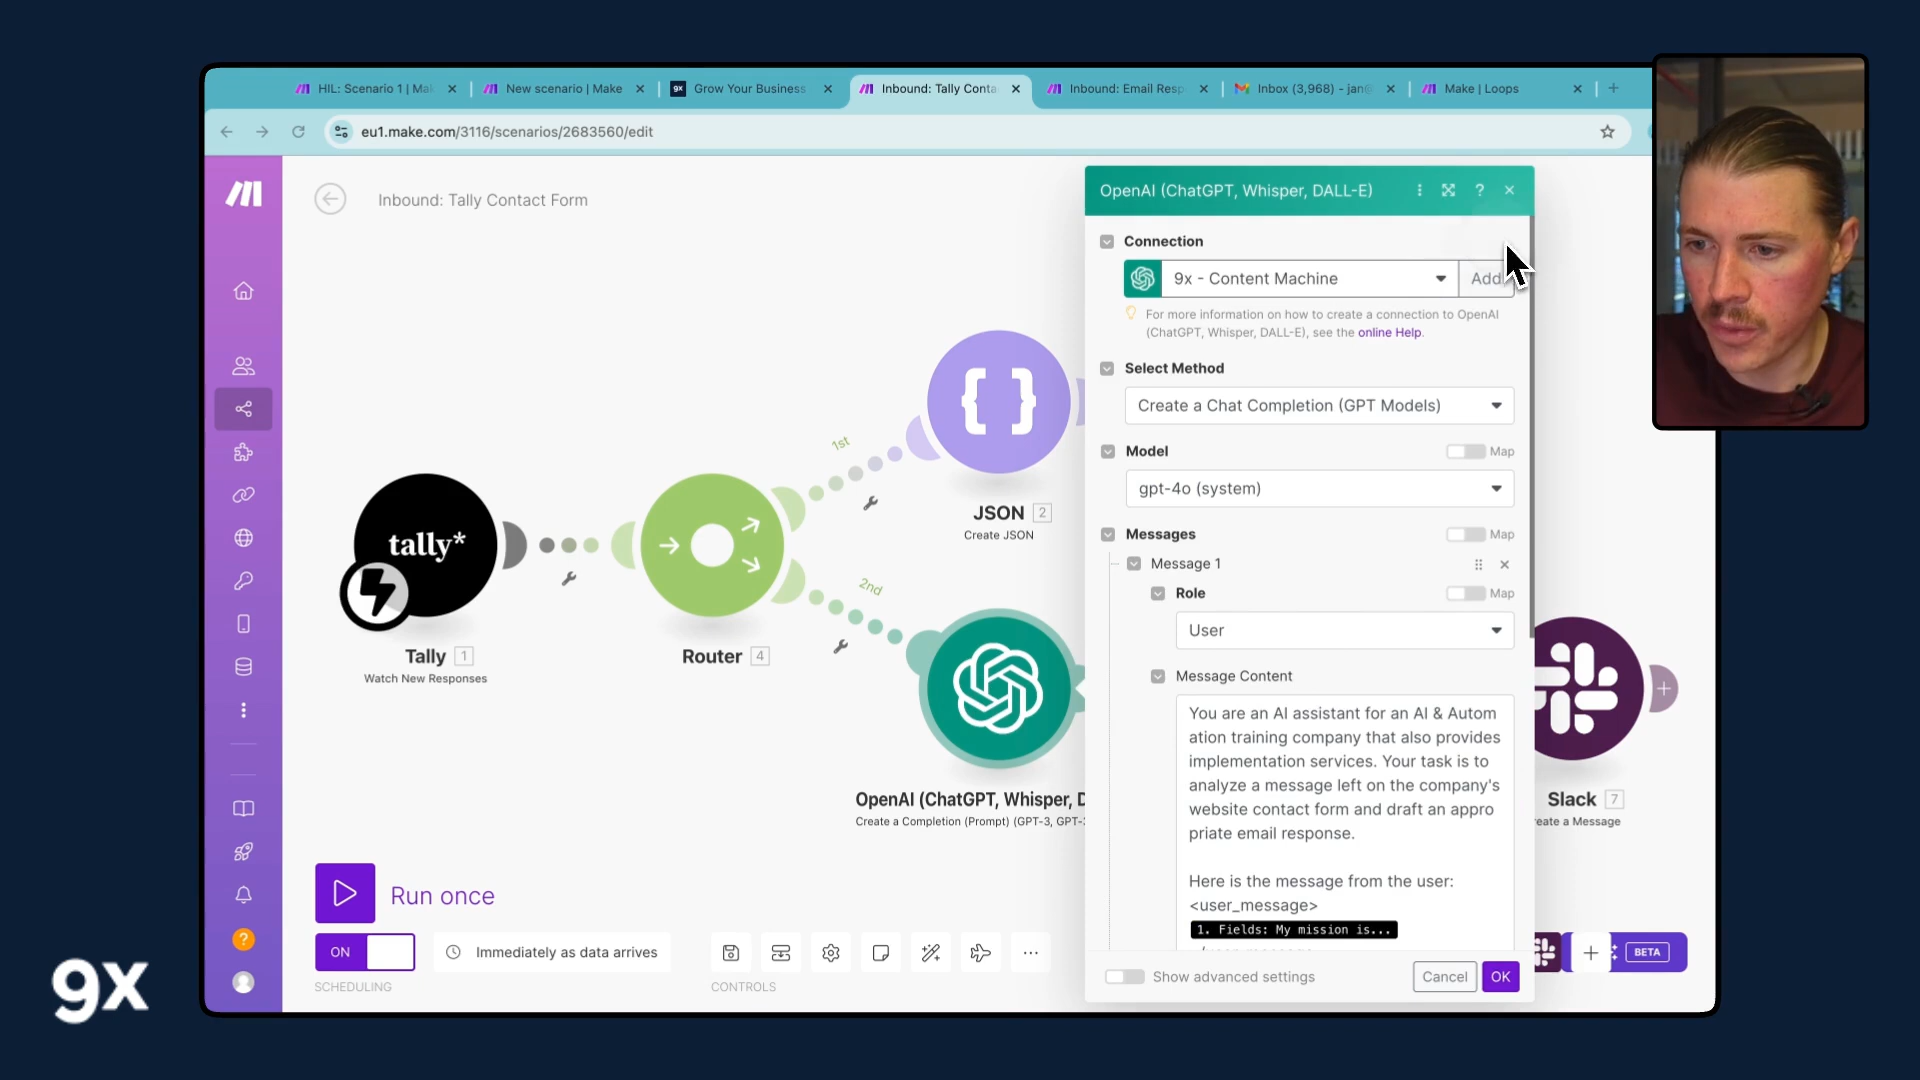 HIL: Scenario 1 | Ma
New scenario | Make
9x Grow Your Business
Inbound: Tally Conta
Inbound: Email Resp
Inbox (3,968) - jan@
Make | Loops
eu1.make.com/3116/scenarios/2683560/edit
Inbound: Tally Contact Form
OpenAI (ChatGPT, Whisper, DALL-E)
Connection
9x - Content Machine
Add
For more information on how to create a connection to OpenAI
(ChatGPT, Whisper, DALL-E), see the online Help.
Select Method
Create a Chat Completion (GPT Models)
Model
Map
gpt-4o (system)
Messages
Map
Message 1
Role
Map
User
Message Content
You are an AI assistant for an AI & Autom
ation training company that also provides
implementation services. Your task is to
analyze a message left on the company's
website contact form and draft an appro
priate email response.
Here is the message from the user:
<user_message>
1. Fields: My mission is...
Show advanced settings
Cancel
OK
1st
2nd
tally*
Tally 1
Watch New Responses
Router 4
JSON 2
Create JSON
OpenAI (ChatGPT, Whisper, D
Create a Completion (Prompt) (GPT-3, GPT-
Slack 7
eate a Message
Run once
ON
Immediately as data arrives
SCHEDULING
CONTROLS
BETA
9x